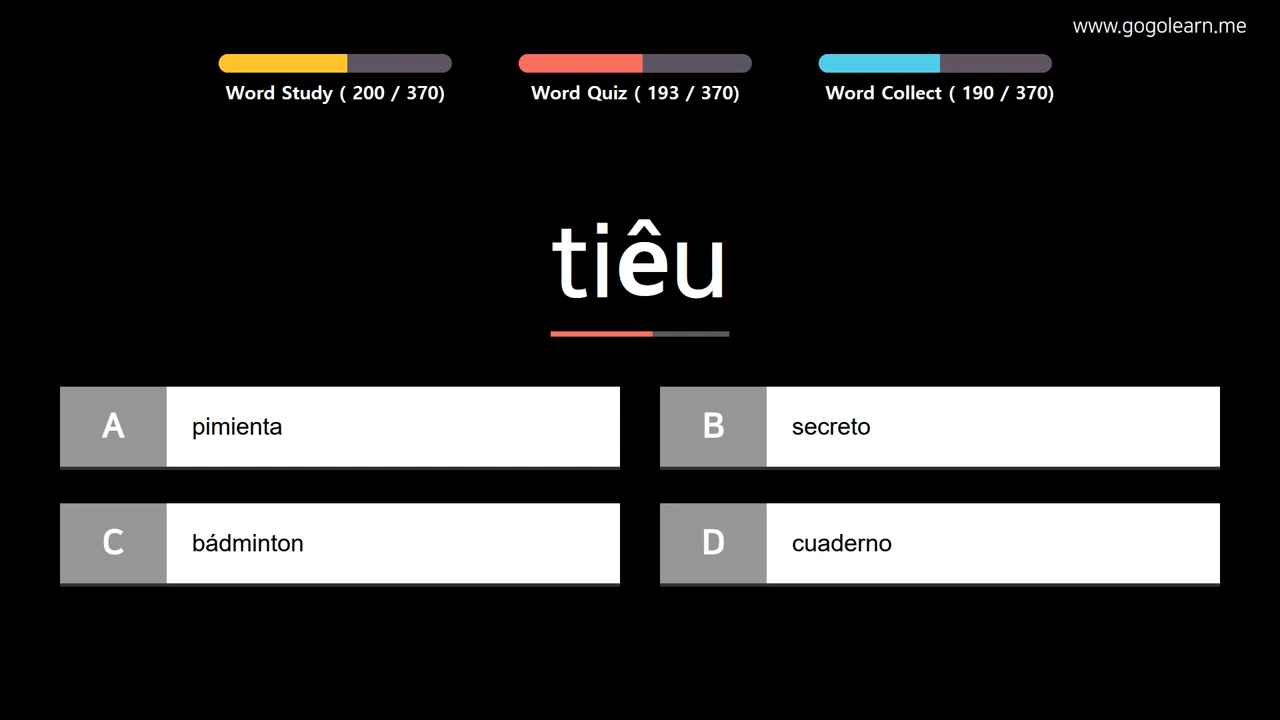 www.gogolearn.me
Word Study ( 200 / 370)
Word Quiz ( 193 / 370)
Word Collect ( 190 / 370)
tiêu
A pimienta
B secreto
C bádminton
D cuaderno